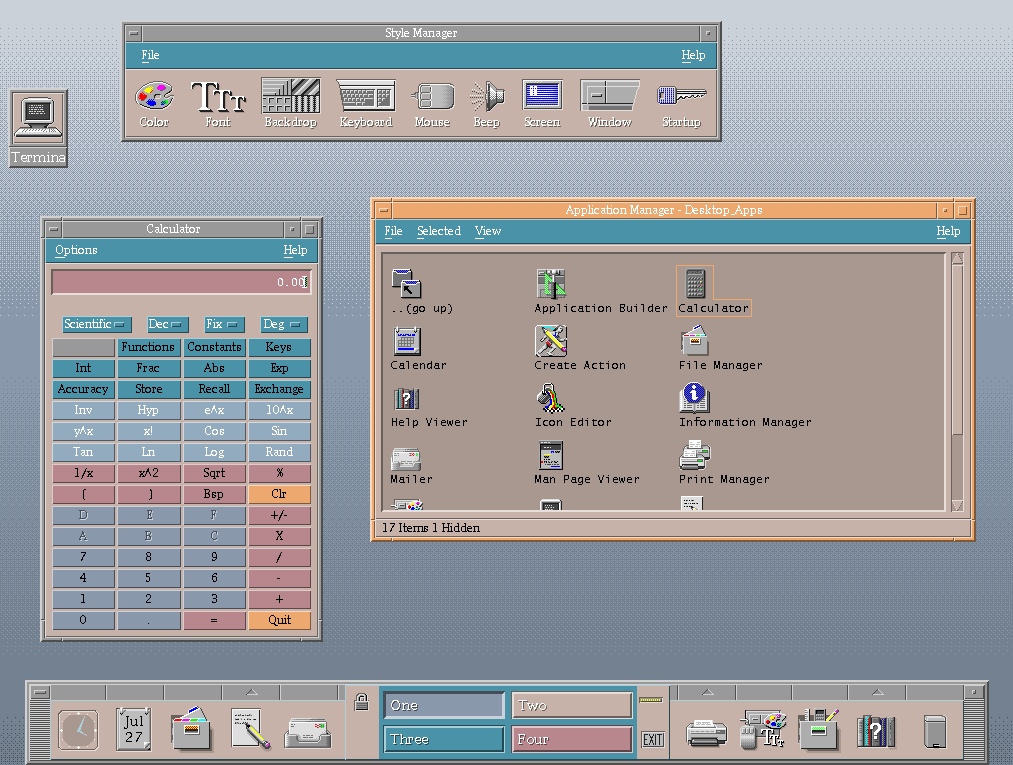 Style Manager
File Help
Color Font Backdrop Keyboard Mouse Beep Screen Window Startup
Termina
Application Manager - Desktop_Apps
File Selected View Help
..(go up) Application Builder Calculator
Calendar Create Action File Manager
Help Viewer Icon Editor Information Manager
Mailer Man Page Viewer Print Manager
17 Items 1 Hidden
Calculator
Options Help
0.00
Scientific Dec Fix Deg
Functions Constants Keys
Int Frac Abs Exp
Accuracy Store Recall Exchange
Inv Hyp e^x 10^x
y^x x! Cos Sin
Tan Ln Log Rand
1/x x^2 Sqrt %
( ) Bsp Clr
D E F +/-
A B C X
7 8 9 /
4 5 6 -
1 2 3 +
0 . = Quit
One Two
Three Four
EXIT
Jul
27